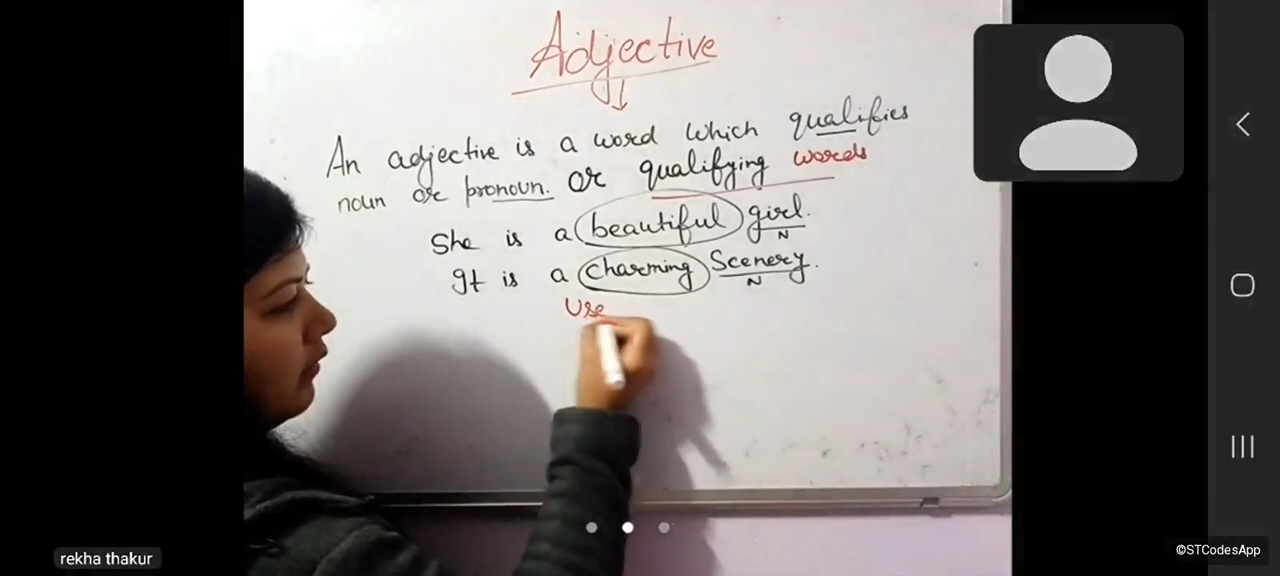 Adjective
An adjective is a word which qualifies
noun or pronoun. or qualifying words
She is a beautiful girl.
N
It is a charming Scenery.
N
Use
rekha thakur
©STCodesApp